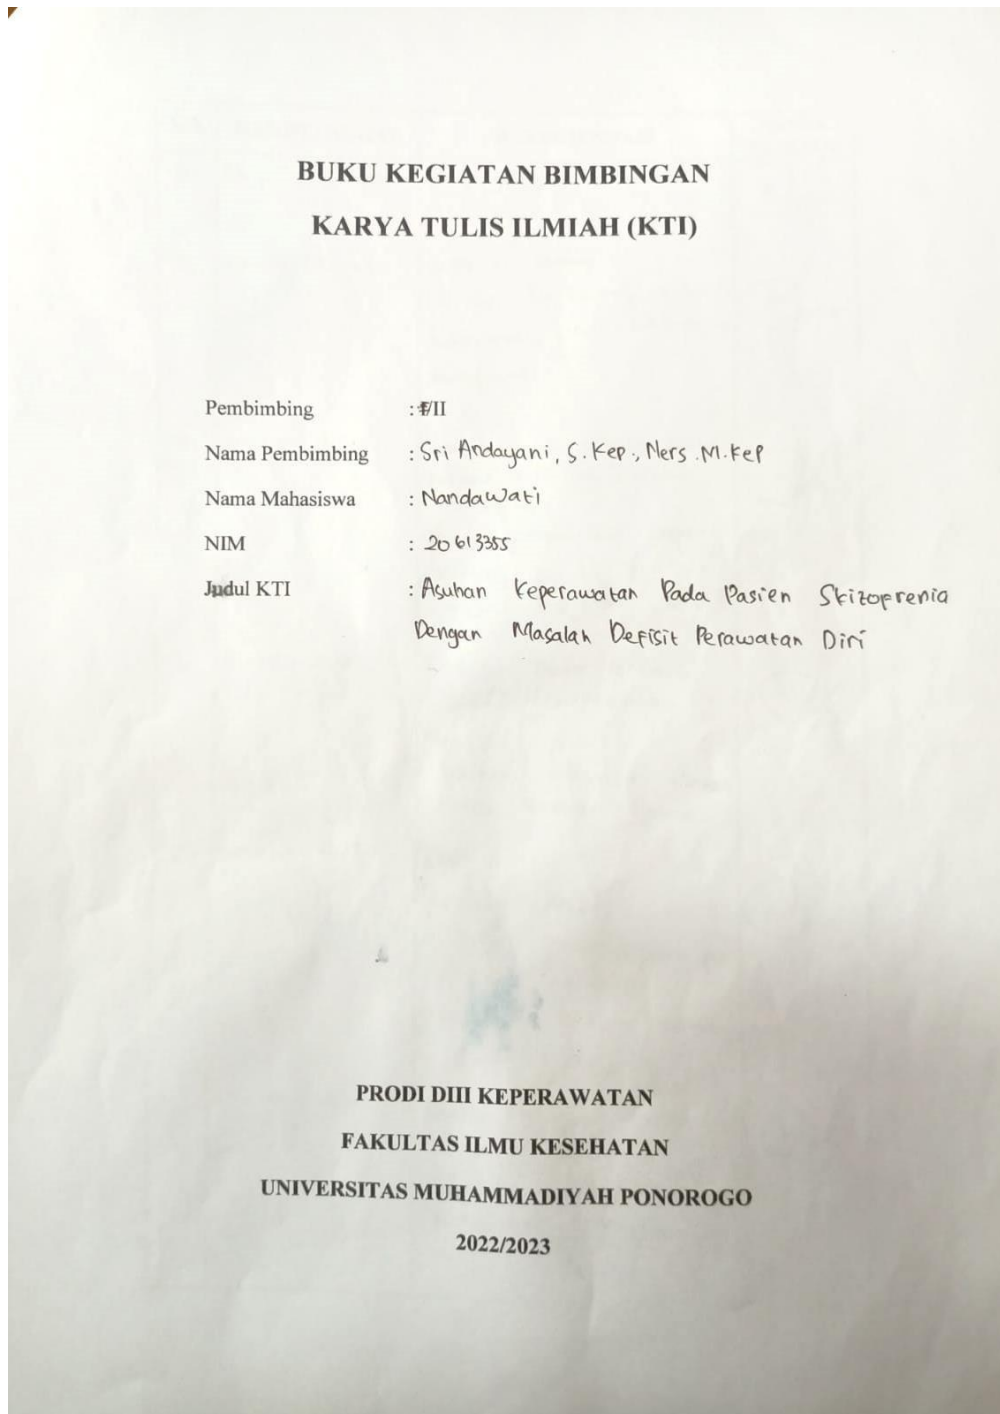 BUKU KEGIATAN BIMBINGAN
KARYA TULIS ILMIAH (KTI)
Pembimbing : I/II
Nama Pembimbing : Sri Andayani, S. Kep., Ners. M. Kep
Nama Mahasiswa : Nandawati
NIM : 20613355
Judul KTI : Asuhan Keperawatan Pada Pasien Skizoprenia
Dengan Masalah Defisit Perawatan Diri
PRODI DIII KEPERAWATAN
FAKULTAS ILMU KESEHATAN
UNIVERSITAS MUHAMMADIYAH PONOROGO
2022/2023